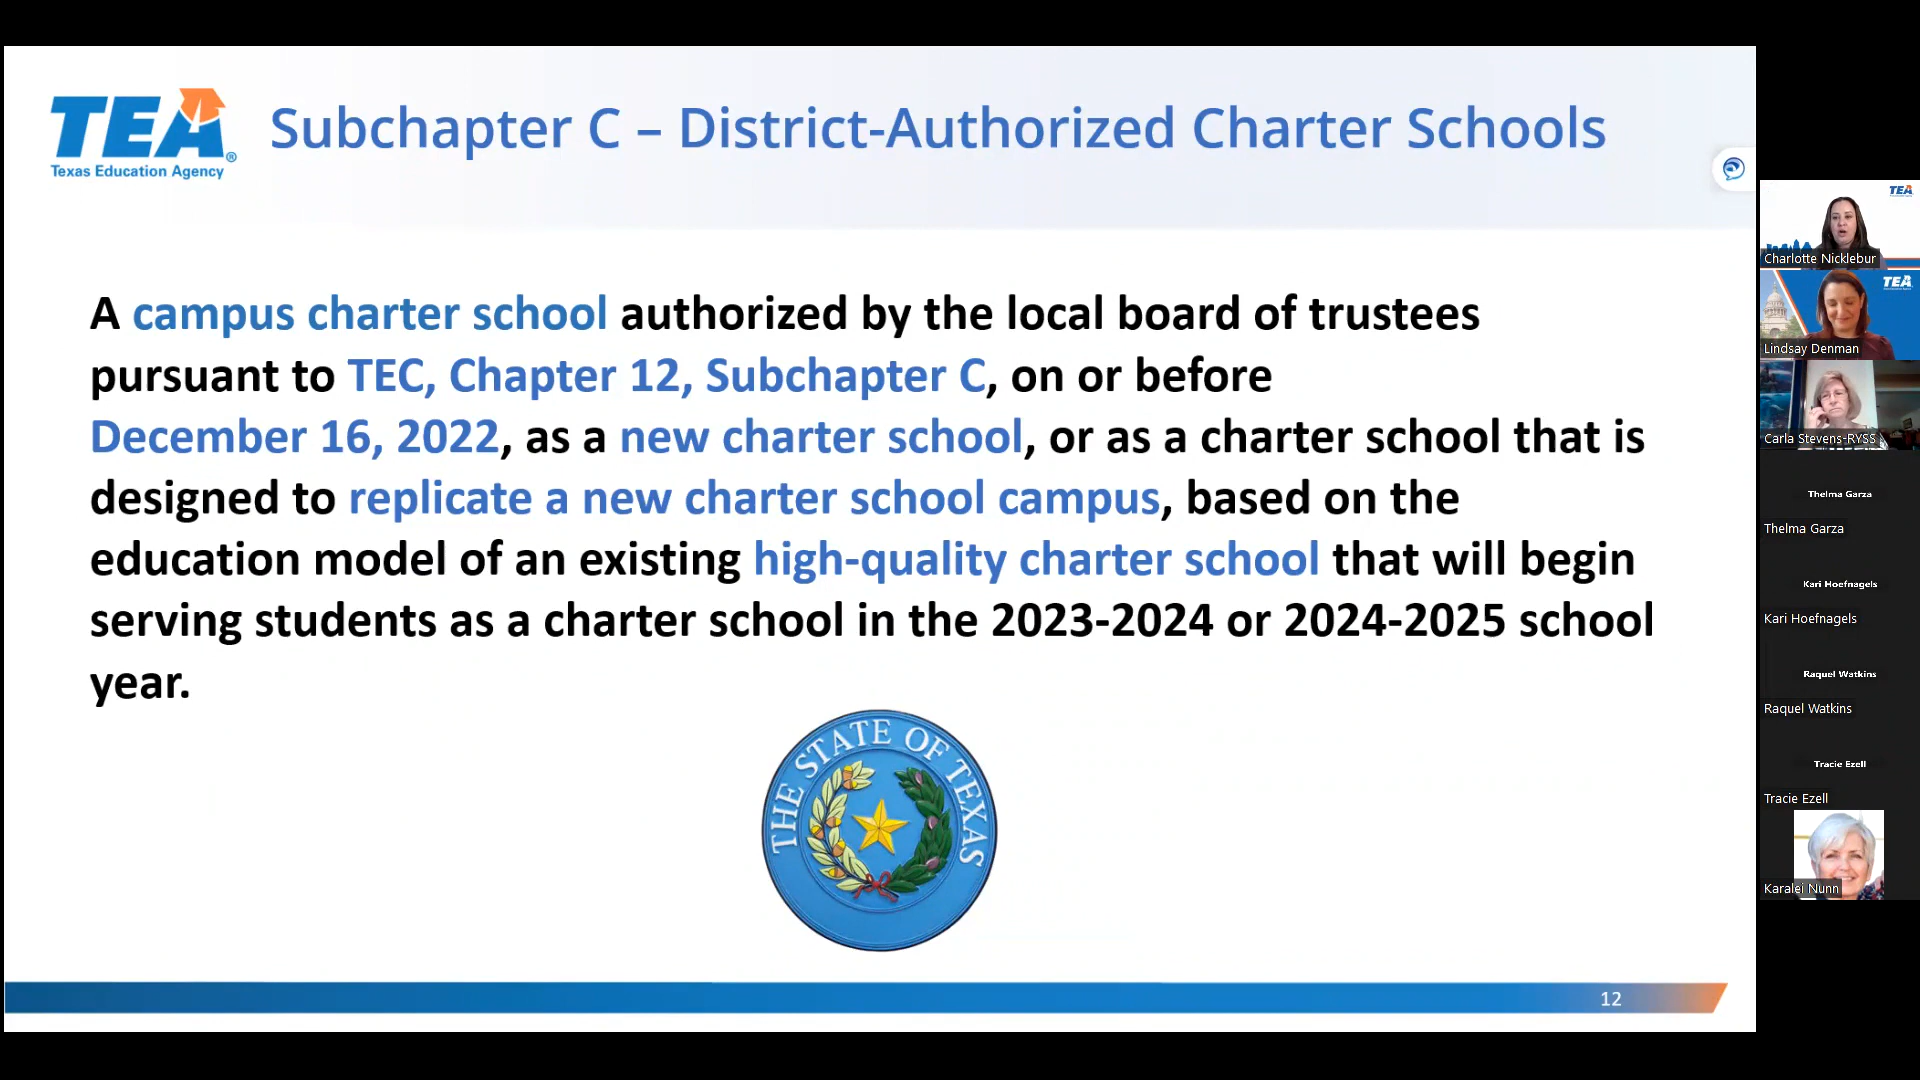 TEA®
Texas Education Agency
Subchapter C – District-Authorized Charter Schools
A campus charter school authorized by the local board of trustees
pursuant to TEC, Chapter 12, Subchapter C, on or before
December 16, 2022, as a new charter school, or as a charter school that is
designed to replicate a new charter school campus, based on the
education model of an existing high-quality charter school that will begin
serving students as a charter school in the 2023-2024 or 2024-2025 school
year.
THE STATE OF TEXAS
12
TEA
Charlotte Nicklebur
TEA
Lindsay Denman
Carla Stevens-RYSS
Thelma Garza
Thelma Garza
Kari Hoefnagels
Kari Hoefnagels
Raquel Watkins
Raquel Watkins
Tracie Ezell
Tracie Ezell
Karalei Nunn